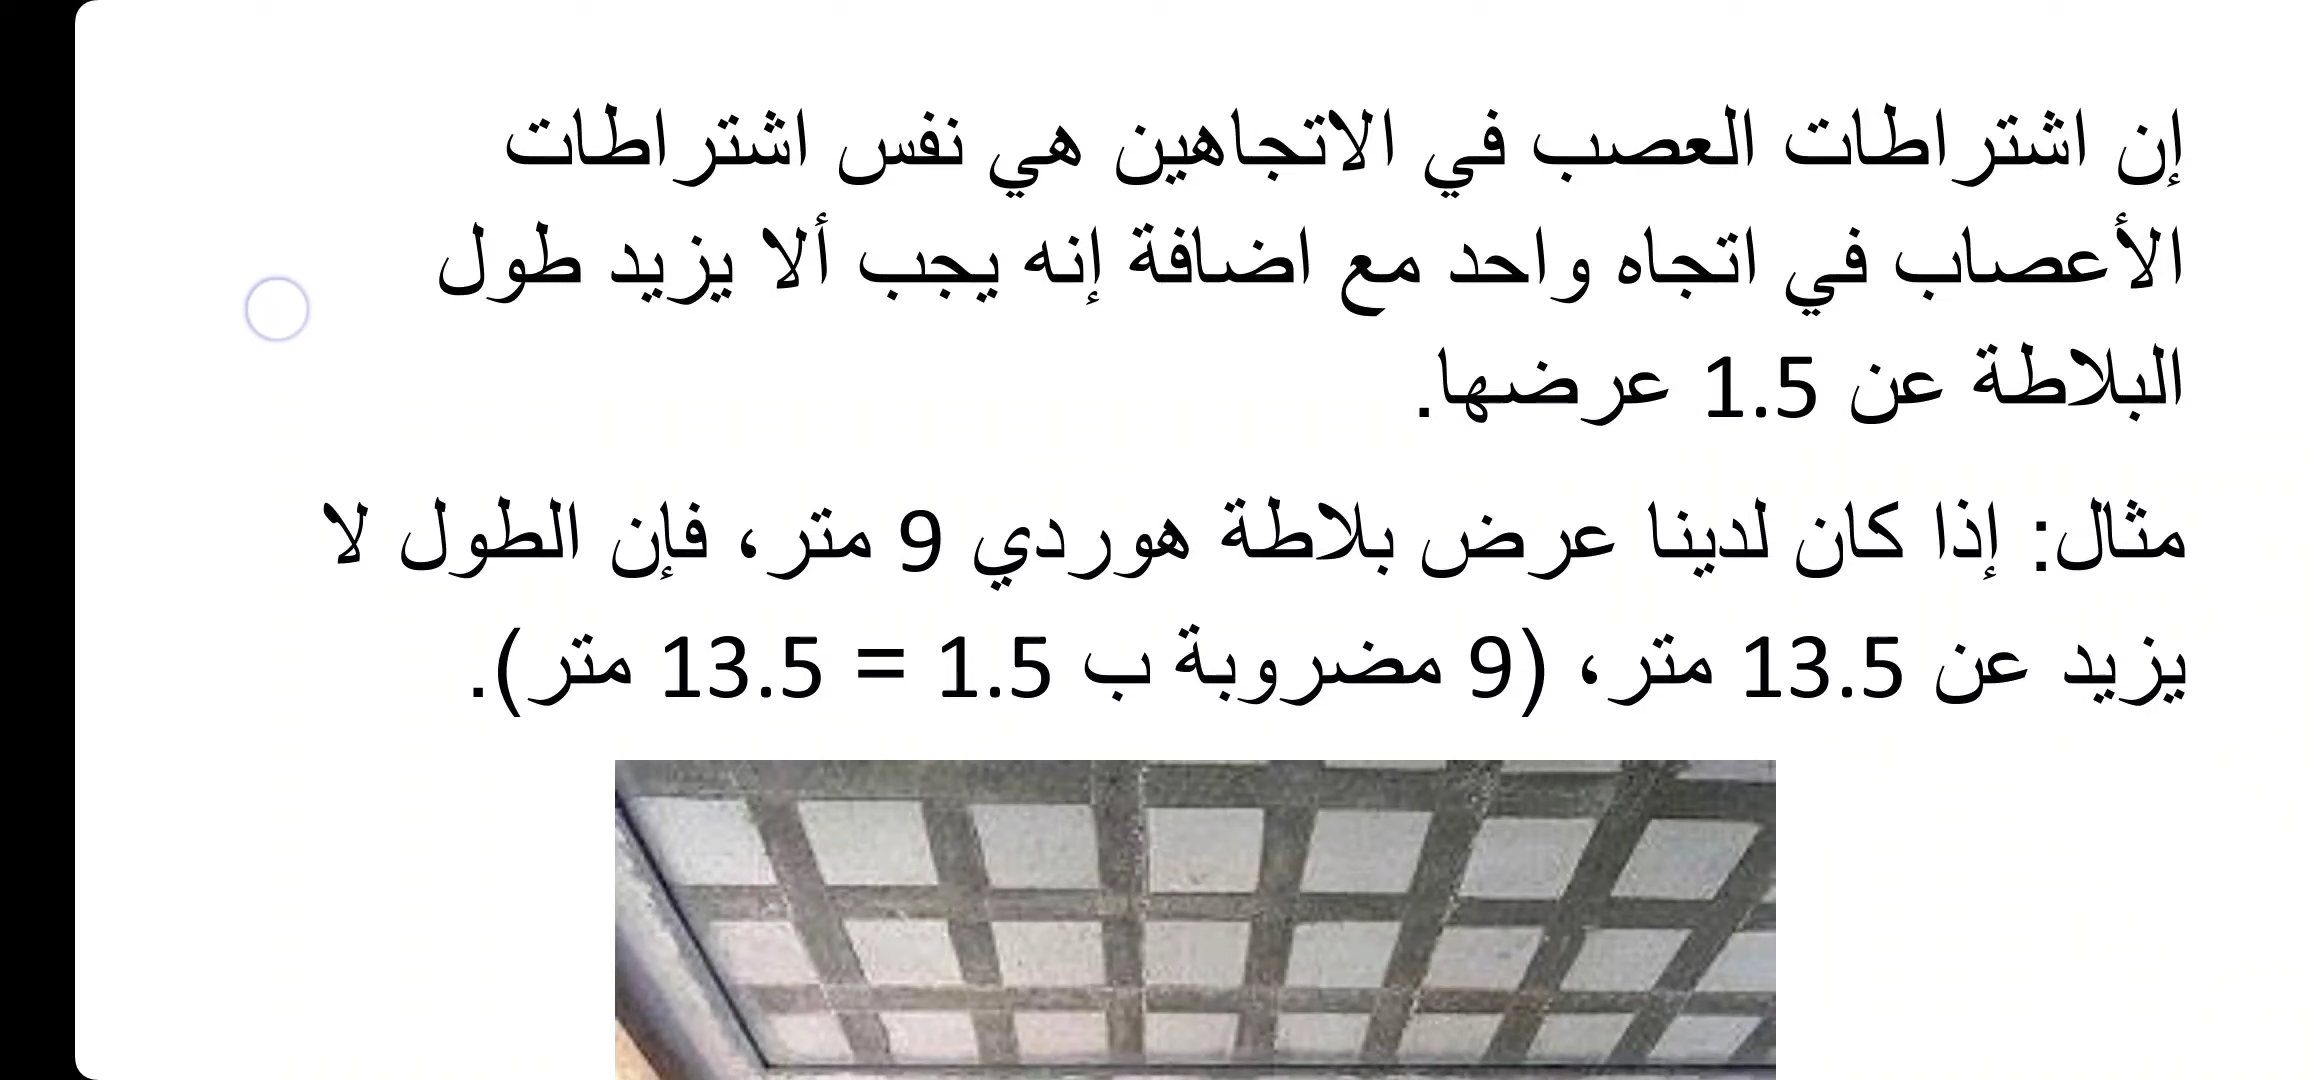 إن اشتراطات العصب في الاتجاهين هي نفس اشتراطات
الأعصاب في اتجاه واحد مع اضافة إنه يجب ألا يزيد طول
البلاطة عن 1.5 عرضها.
مثال: إذا كان لدينا عرض بلاطة هوردي 9 متر، فإن الطول لا
يزيد عن 13.5 متر، (9 مضروبة ب 1.5 = 13.5 متر).